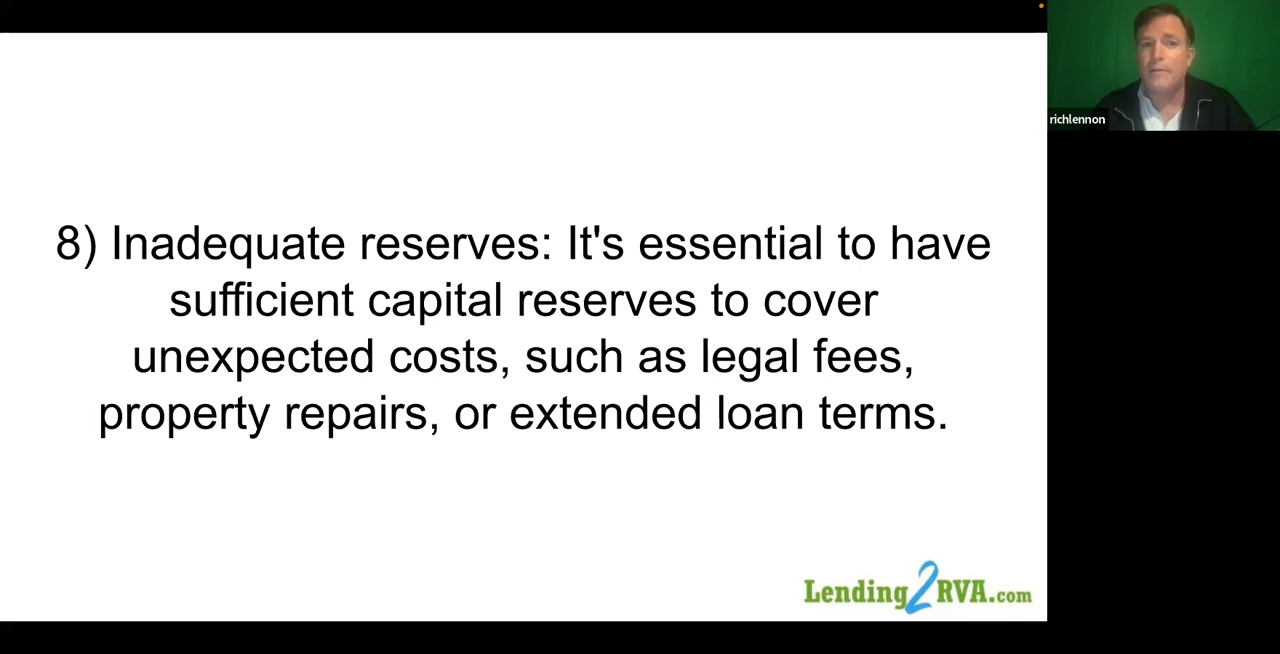 8) Inadequate reserves: It's essential to have
sufficient capital reserves to cover
unexpected costs, such as legal fees,
property repairs, or extended loan terms.
Lending2RVA.com
richlennon